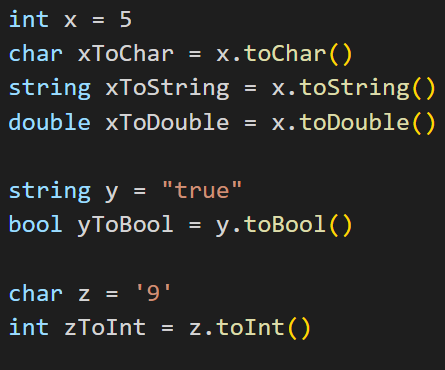 int x = 5
char xToChar = x.toChar()
string xToString = x.toString()
double xToDouble = x.toDouble()
string y = "true"
bool yToBool = y.toBool()
char z = '9'
int zToInt = z.toInt()